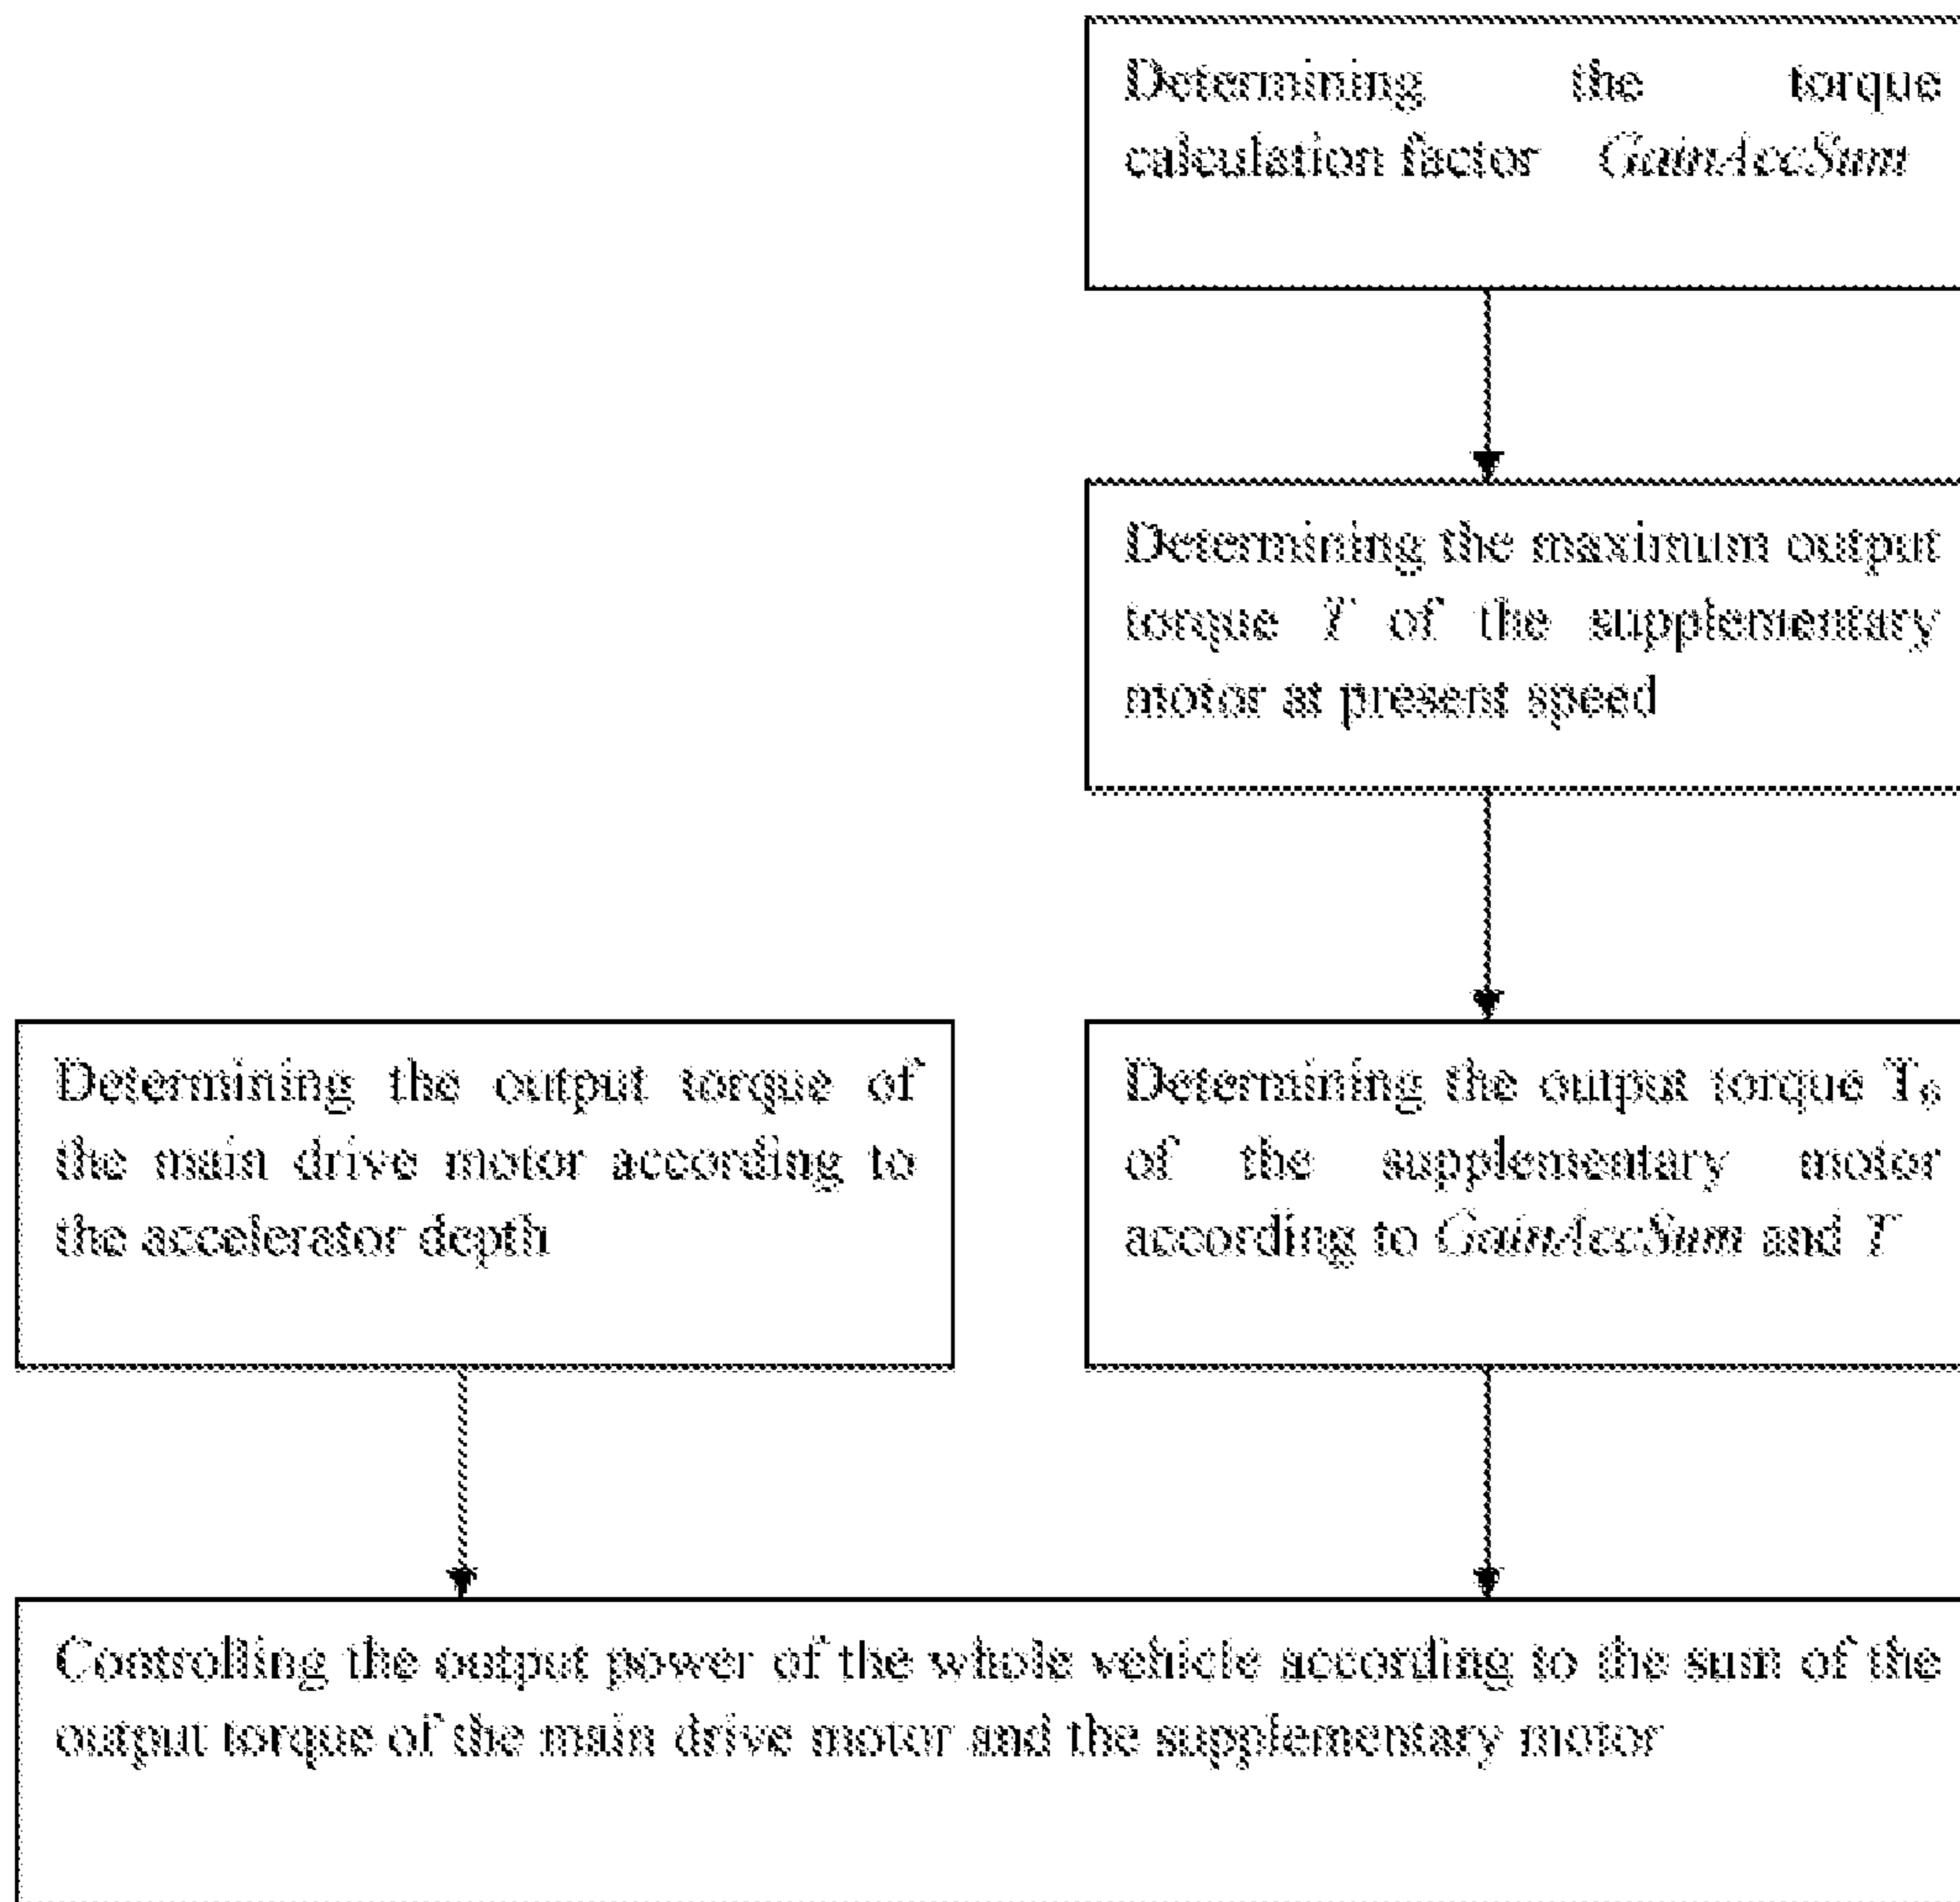 Determining the torque
calculation factor GainAccSum
Determining the maximum output
torque T of the supplementary
motor at present speed
Determining the output torque of
the main drive motor according to
the accelerator depth
Determining the output torque T₀
of the supplementary motor
according to GainAccSum and T
Controlling the output power of the whole vehicle according to the sum of the
output torque of the main drive motor and the supplementary motor